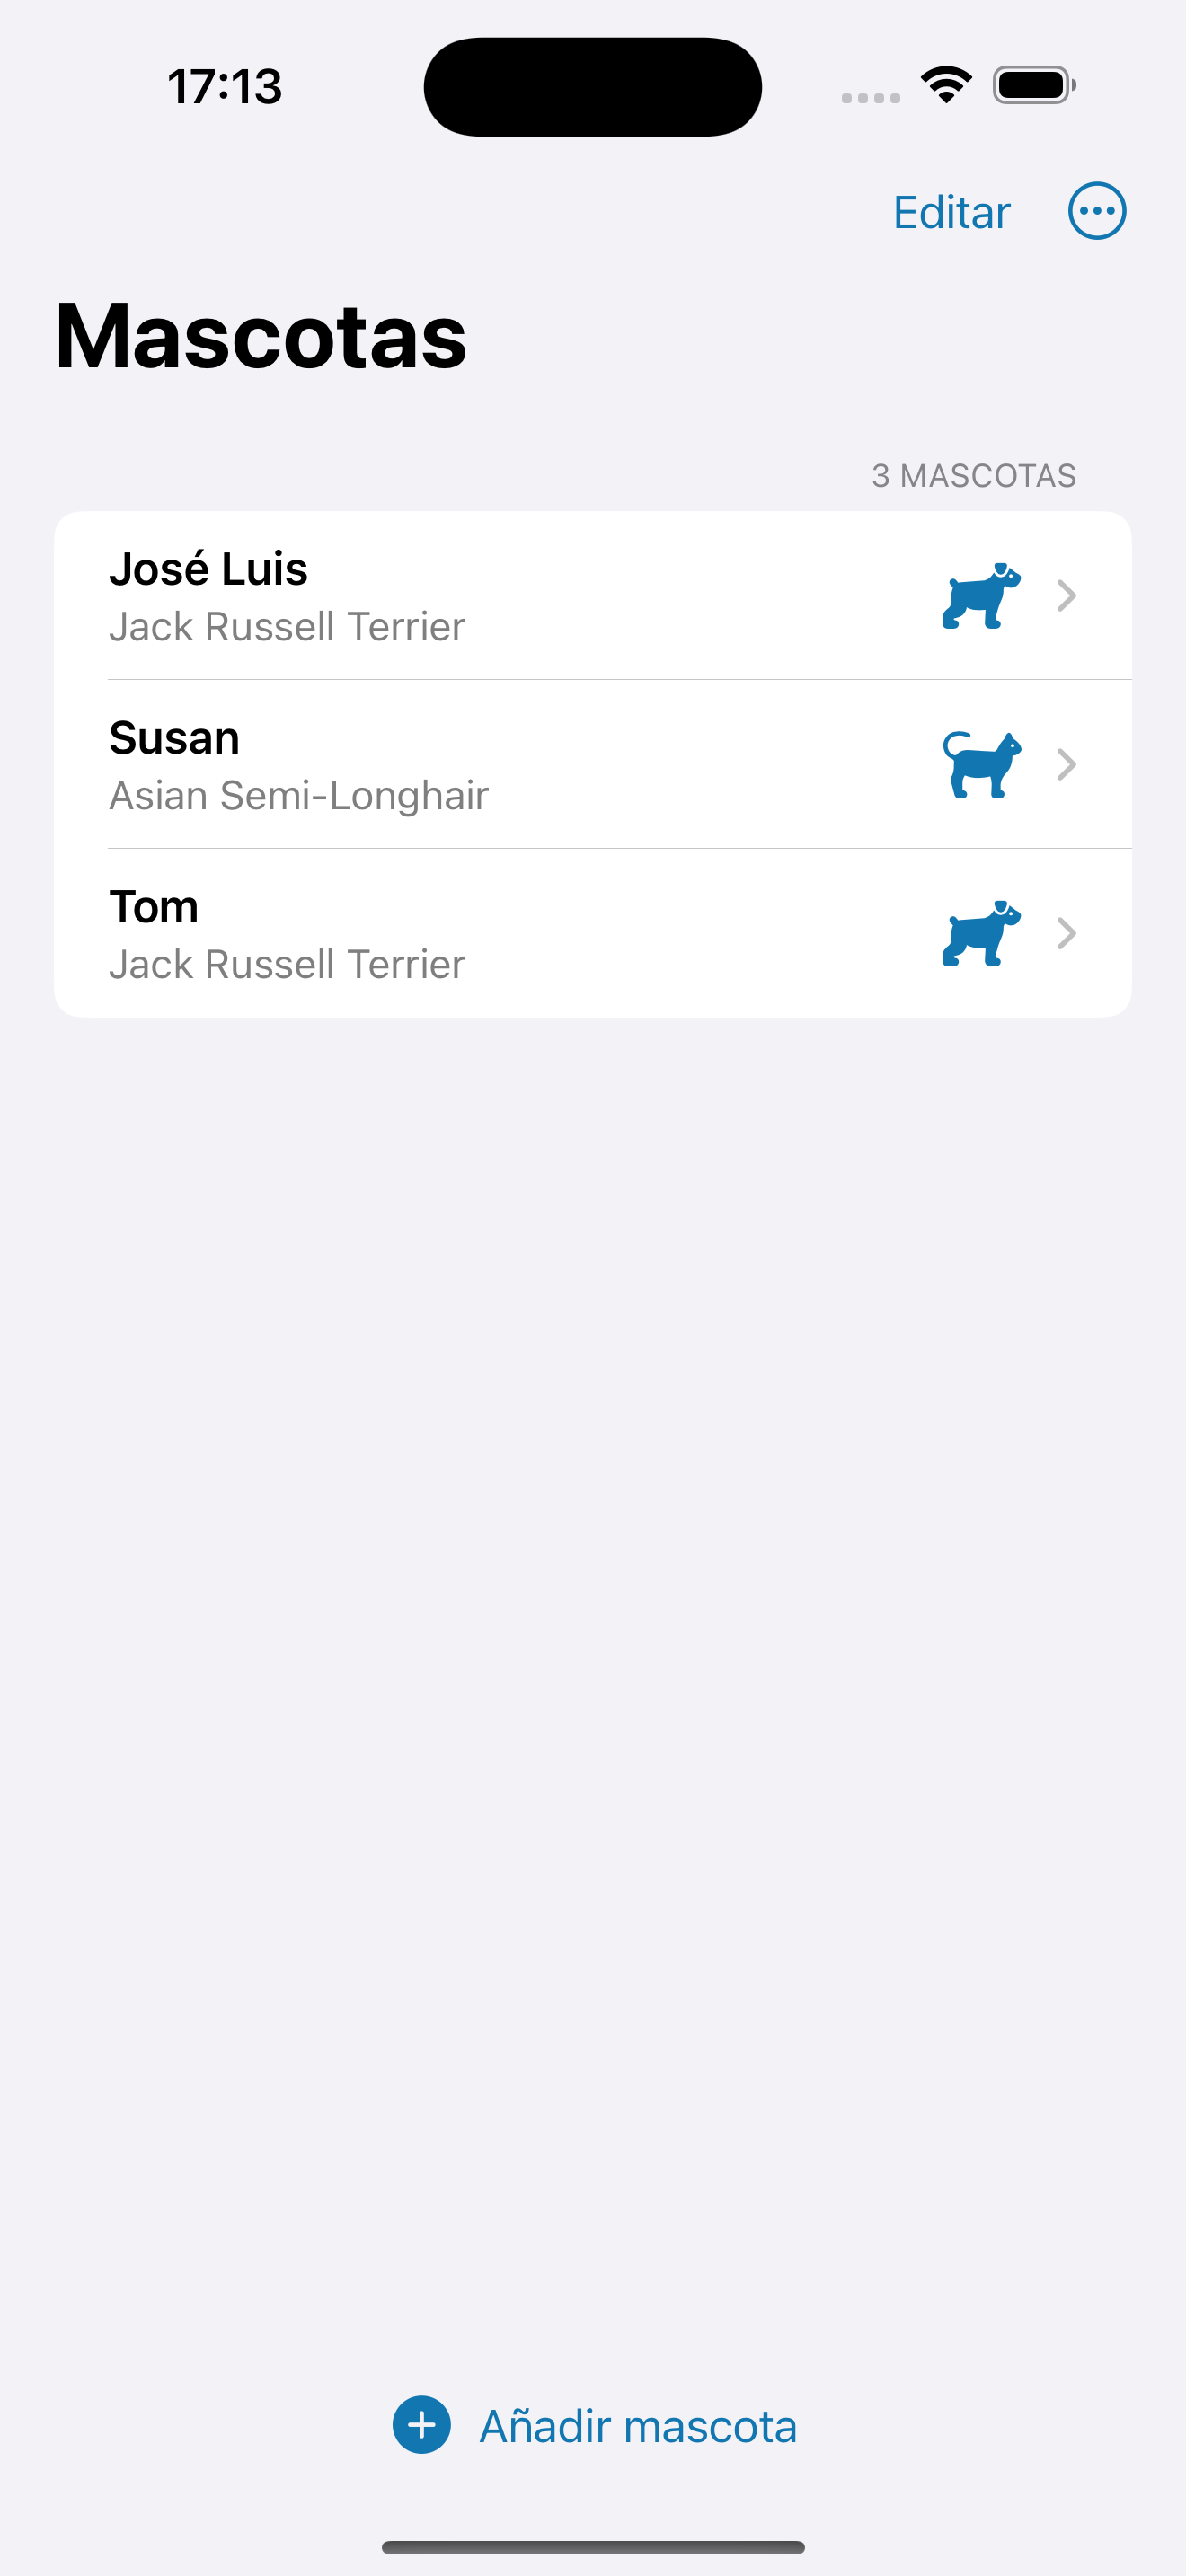 17:13
Editar
Mascotas
3 MASCOTAS
José Luis
Jack Russell Terrier
Susan
Asian Semi-Longhair
Tom
Jack Russell Terrier
Añadir mascota